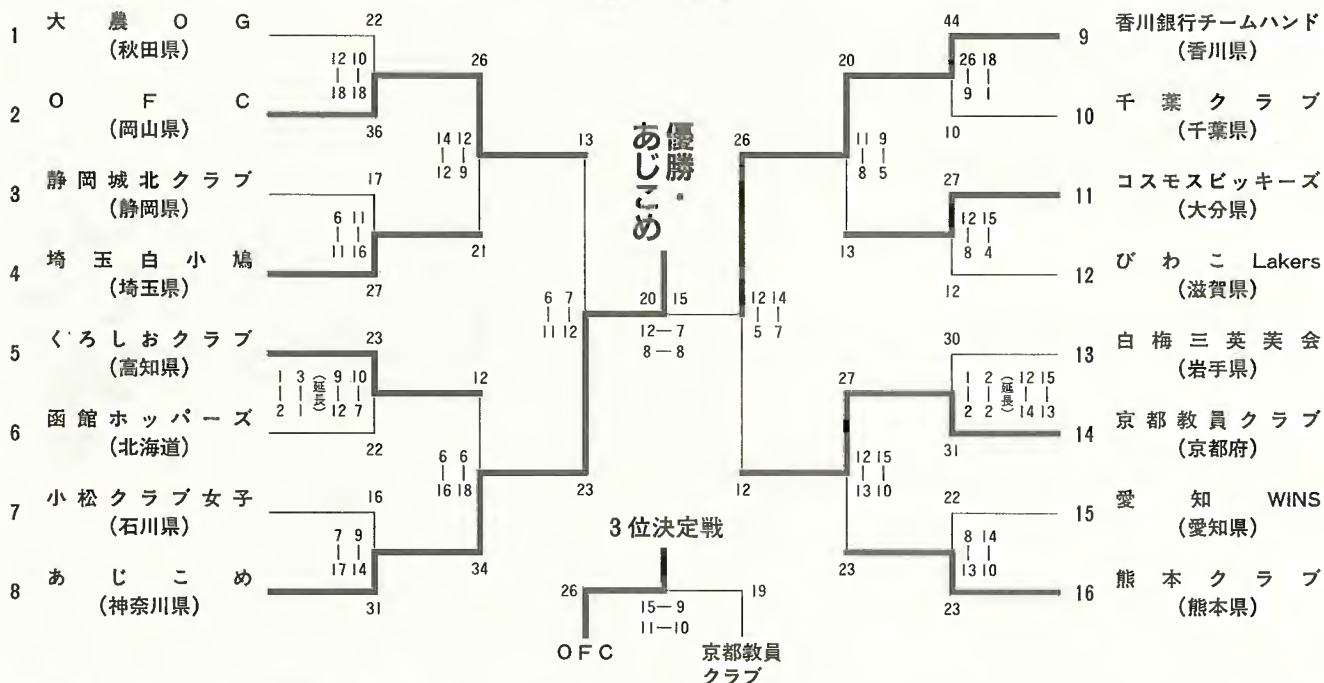 1 大農OG
(秋田県)
22
12 10
18 18
2 OFC
(岡山県)
36
26
14 12
12 9
3 静岡城北クラブ
(静岡県)
17
6 11
11 16
4 埼玉白小鳩
(埼玉県)
27
21
13
6 7
11 12
5 くろしおクラブ
(高知県)
23
1 3 (延長) 9 10
2 1 12 7
6 函館ホッパーズ
(北海道)
22
12
6 6
16 18
7 小松クラブ女子
(石川県)
16
7 9
17 14
8 あじこめ
(神奈川県)
31
34
23
優勝・
あじこめ
20 15
12—7
8—8
44
9 香川銀行チームハンド
(香川県)
26 18
9 1
10 千葉クラブ
(千葉県)
10
20
11 9
8 5
27
11 コスモスビッキーズ
(大分県)
12 15
8 4
12 びわこ Lakers
(滋賀県)
12
13
26
12 14
5 7
30
13 白梅三英芙会
(岩手県)
1 2 (延長) 12 15
2 2 14 13
14 京都教員クラブ
(京都府)
31
27
12 15
13 10
22
15 愛知 WINS
(愛知県)
8 14
13 10
16 熊本クラブ
(熊本県)
23
23
12
3位決定戦
26
19
15—9
11—10
OFC
京都教員
クラブ